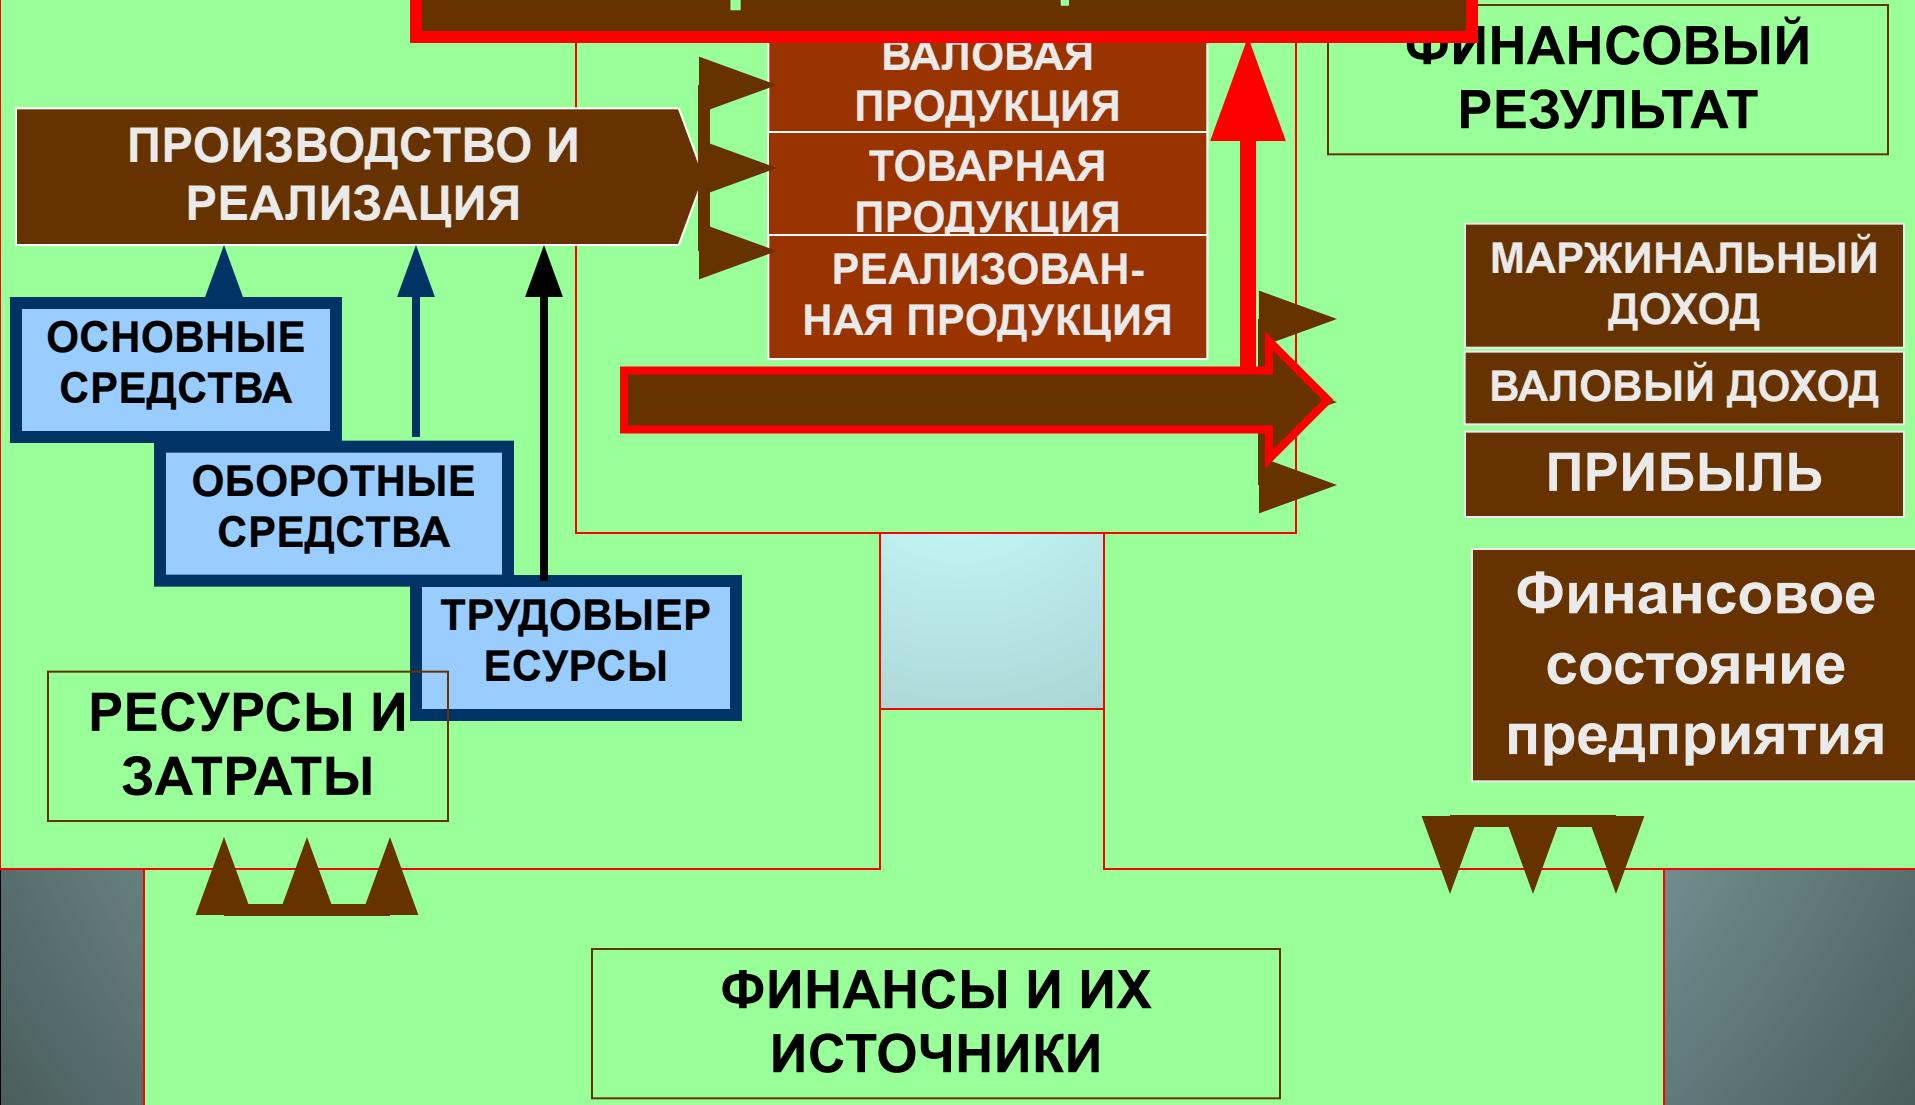 ВАЛОВАЯ
ПРОДУКЦИЯ
ТОВАРНАЯ
ПРОДУКЦИЯ
РЕАЛИЗОВАН-
НАЯ ПРОДУКЦИЯ
ФИНАНСОВЫЙ
РЕЗУЛЬТАТ
ПРОИЗВОДСТВО И
РЕАЛИЗАЦИЯ
МАРЖИНАЛЬНЫЙ
ДОХОД
ВАЛОВЫЙ ДОХОД
ПРИБЫЛЬ
ОСНОВНЫЕ
СРЕДСТВА
ОБОРОТНЫЕ
СРЕДСТВА
ТРУДОВЫЕР
ЕСУРСЫ
Финансовое
состояние
предприятия
РЕСУРСЫ И
ЗАТРАТЫ
ФИНАНСЫ И ИХ
ИСТОЧНИКИ